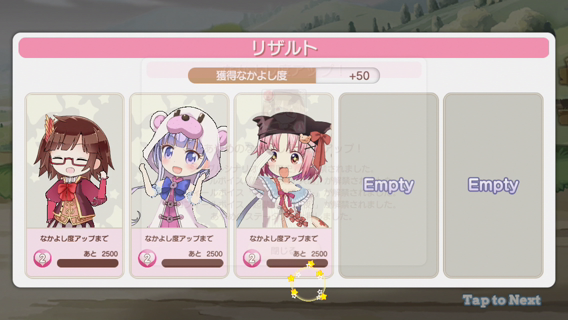 リザルト
獲得なかよし度 +50
Empty
Empty
なかよし度アップまで
なかよし度アップまで
なかよし度アップまで
2 あと 2500
2 あと 2500
2 あと 2500
Tap to Next